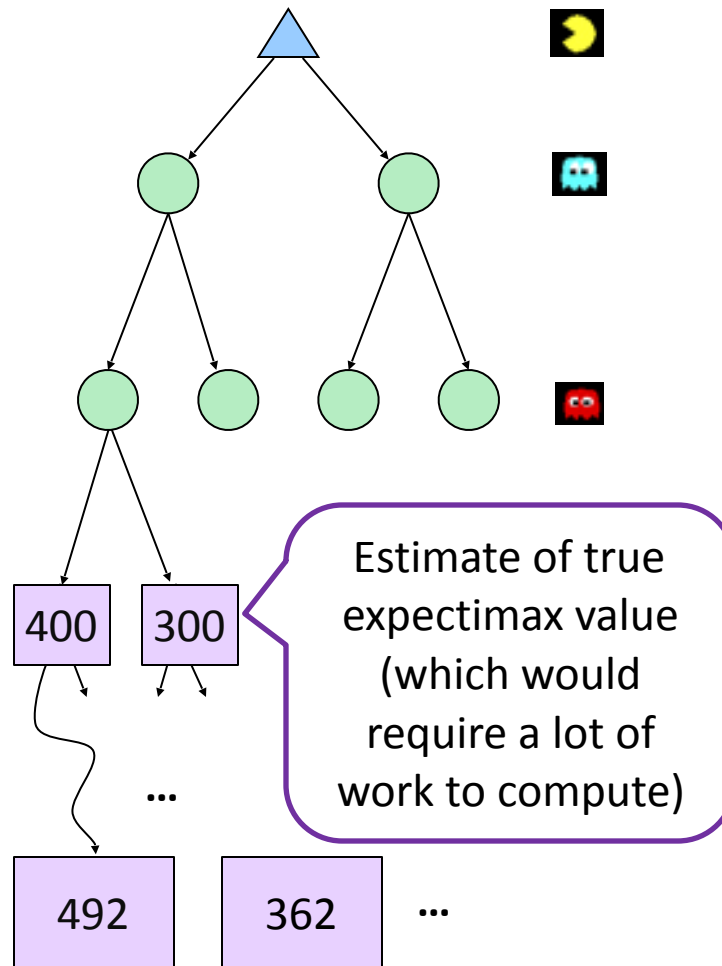 400
300
Estimate of true
expectimax value
(which would
require a lot of
work to compute)
...
492
362
...